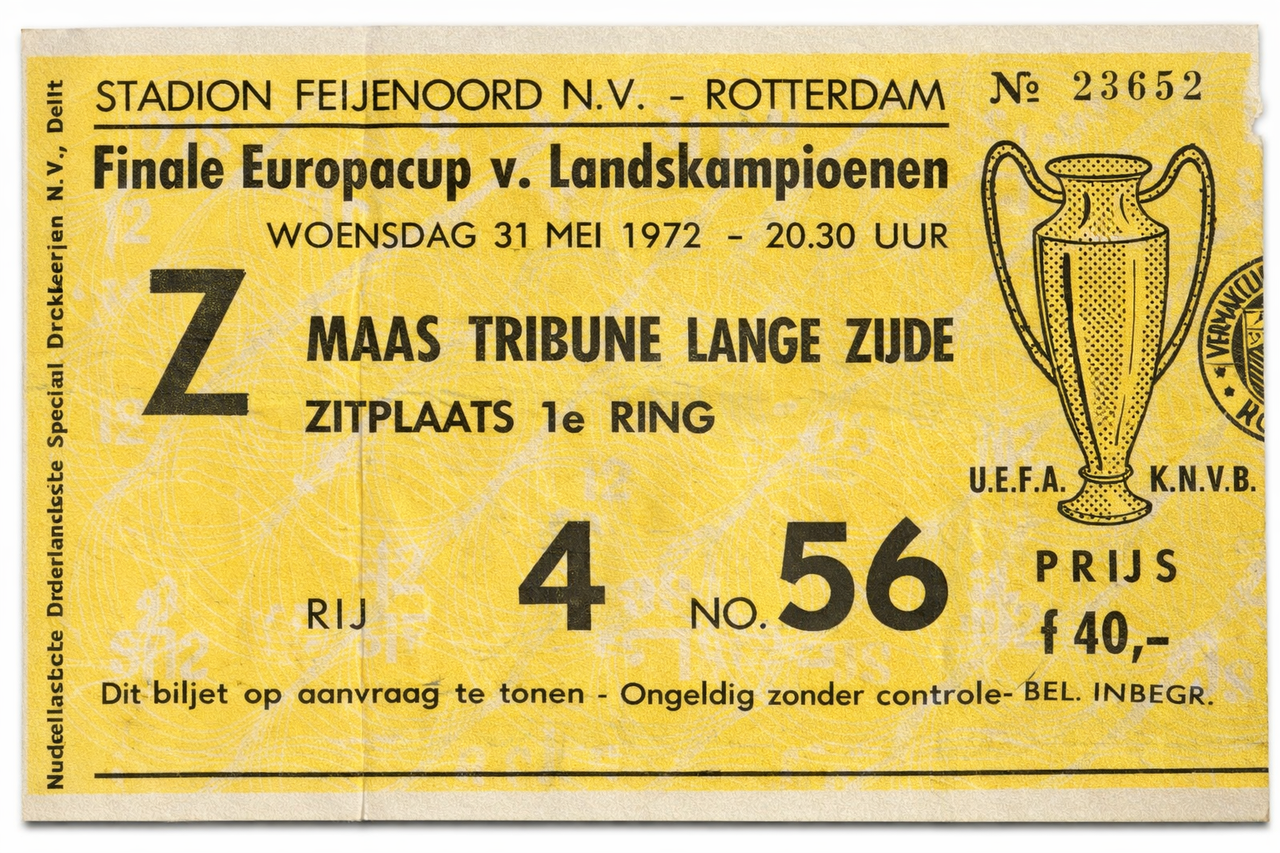 STADION FEIJENOORD N.V. - ROTTERDAM
№ 23652
Finale Europacup v. Landskampioenen
WOENSDAG 31 MEI 1972 - 20.30 UUR
Z
MAAS TRIBUNE LANGE ZIJDE
ZITPLAATS 1e RING
U.E.F.A. K.N.V.B.
RIJ 4 NO. 56
PRIJS
f 40,-
BEL. INBEGR.
Dit biljet op aanvraag te tonen - Ongeldig zonder controle-
Special N.V., Delft